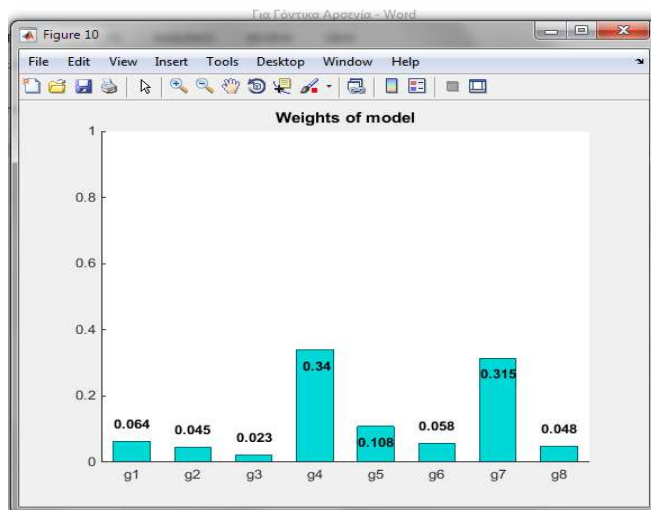 Για Γόντικα Αρσενία - Word
Figure 10
File Edit View Insert Tools Desktop Window Help
Weights of model
1
0.8
0.6
0.4
0.2
0
0.064 0.045 0.023 0.34 0.108 0.058 0.315 0.048
g1 g2 g3 g4 g5 g6 g7 g8